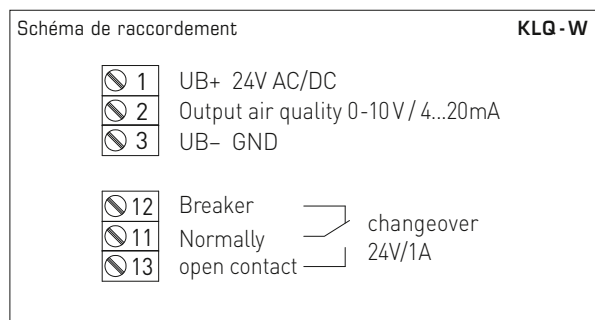 Schéma de raccordement KLQ-W
1 UB+ 24V AC/DC
2 Output air quality 0-10V / 4...20mA
3 UB– GND
12 Breaker
11 Normally
13 open contact
changeover
24V/1A